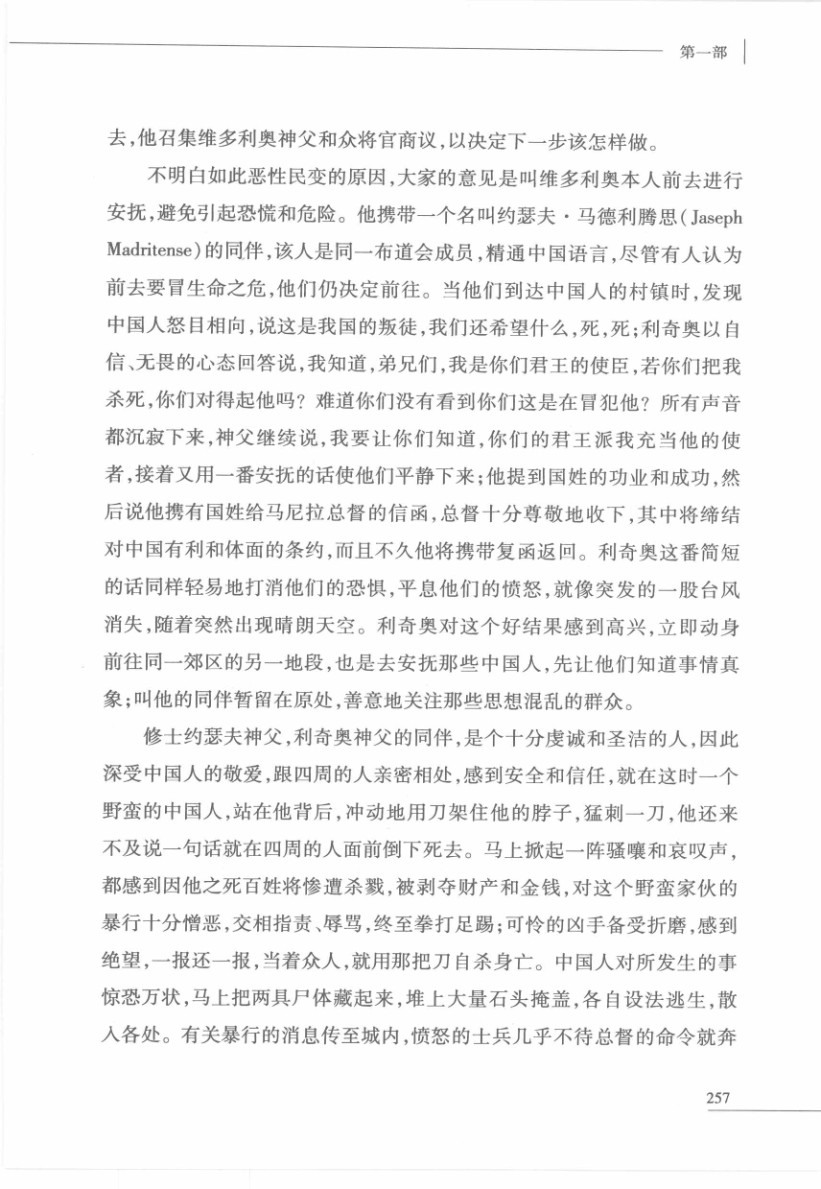 第一部
去,他召集维多利奥神父和众将官商议,以决定下一步该怎样做。
不明白如此恶性民变的原因,大家的意见是叫维多利奥本人前去进行
安抚,避免引起恐慌和危险。他携带一个名叫约瑟夫·马德利腾思(Jaseph
Madritense)的同伴,该人是同一布道会成员,精通中国语言,尽管有人认为
前去要冒生命之危,他们仍决定前往。当他们到达中国人的村镇时,发现
中国人怒目相向,说这是我国的叛徒,我们还希望什么,死,死;利奇奥以自
信、无畏的心态回答说,我知道,弟兄们,我是你们君王的使臣,若你们把我
杀死,你们对得起他吗?难道你们没有看到你们这是在冒犯他?所有声音
都沉寂下来,神父继续说,我要让你们知道,你们的君王派我充当他的使
者,接着又用一番安抚的话使他们平静下来;他提到国姓的功业和成功,然
后说他携有国姓给马尼拉总督的信函,总督十分尊敬地收下,其中将缔结
对中国有利和体面的条约,而且不久他将携带复函返回。利奇奥这番简短
的话同样轻易地打消他们的恐惧,平息他们的愤怒,就像突发的一股台风
消失,随着突然出现晴朗天空。利奇奥对这个好结果感到高兴,立即动身
前往同一郊区的另一地段,也是去安抚那些中国人,先让他们知道事情真
象;叫他的同伴暂留在原处,善意地关注那些思想混乱的群众。
修士约瑟夫神父,利奇奥神父的同伴,是个十分虔诚和圣洁的人,因此
深受中国人的敬爱,跟四周的人亲密相处,感到安全和信任,就在这时一个
野蛮的中国人,站在他背后,冲动地用刀架住他的脖子,猛刺一刀,他还来
不及说一句话就在四周的人面前倒下死去。马上掀起一阵骚嚷和哀叹声,
都感到因他之死百姓将惨遭杀戮,被剥夺财产和金钱,对这个野蛮家伙的
暴行十分憎恶,交相指责、辱骂,终至拳打足踢;可怜的凶手备受折磨,感到
绝望,一报还一报,当着众人,就用那把刀自杀身亡。中国人对所发生的事
惊恐万状,马上把两具尸体藏起来,堆上大量石头掩盖,各自设法逃生,散
入各处。有关暴行的消息传至城内,愤怒的士兵几乎不待总督的命令就奔
257